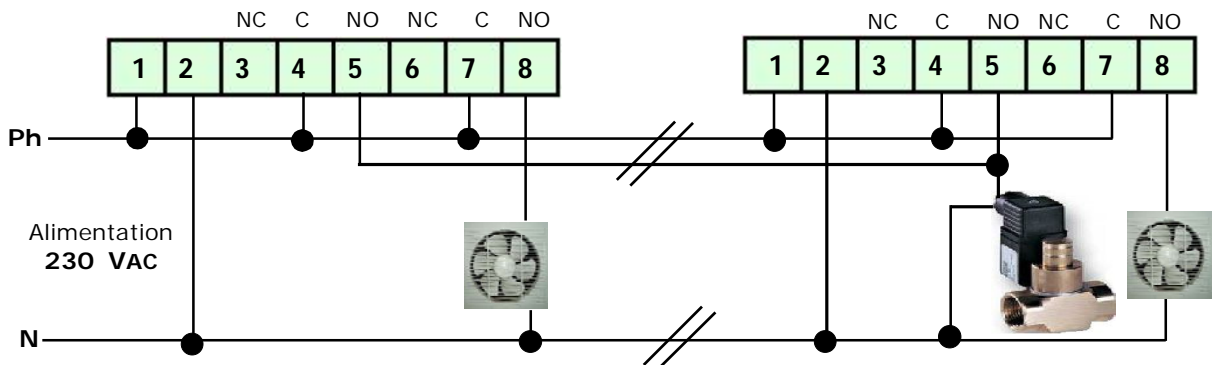 NC C NO NC C NO
NC C NO NC C NO
1 2 3 4 5 6 7 8
1 2 3 4 5 6 7 8
Ph
Alimentation
230 VAC
N